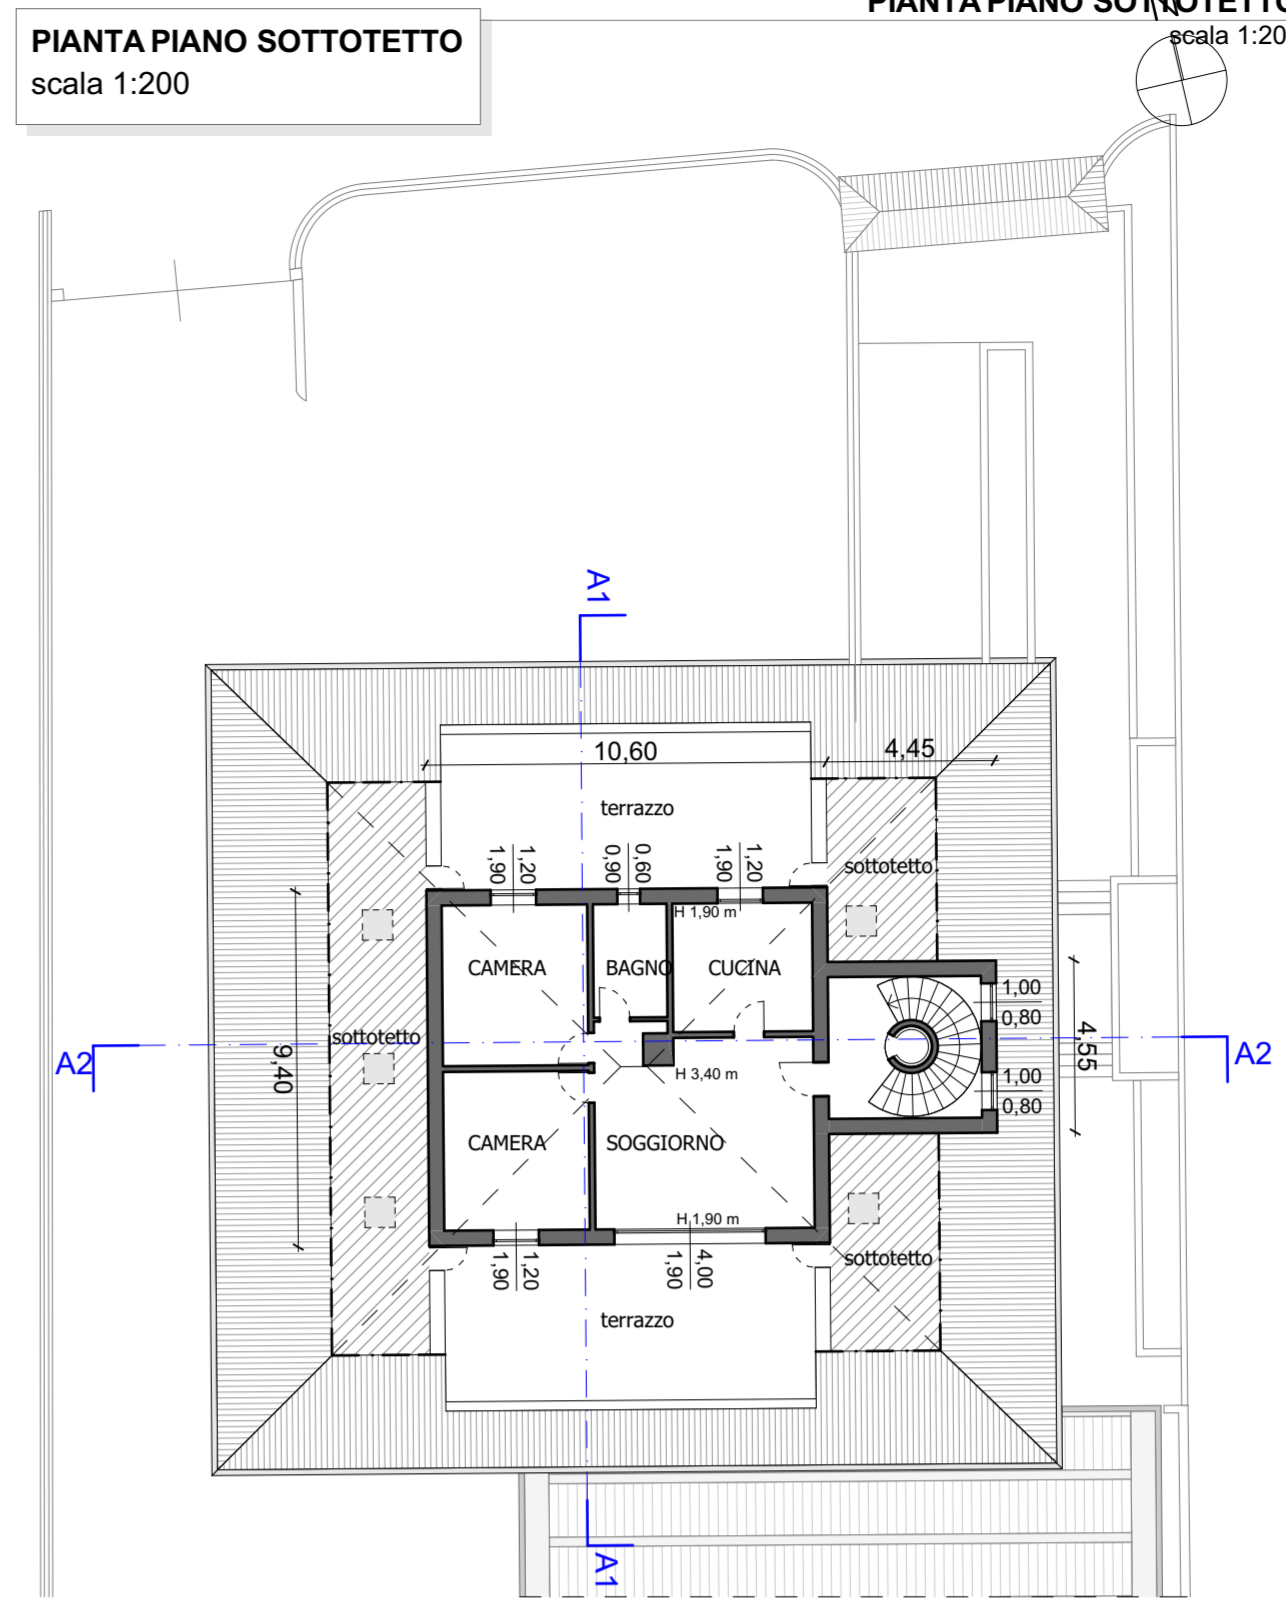 PIANTA PIANO SOTTOTETTO
scala 1:200
PIANTA PIANO SOTTOTETTO
scala 1:20
A1
10,60
4,45
terrazzo
1,20
1,90
0,60
0,90
1,20
1,90
sottotetto
H 1,90 m
CAMERA
BAGNO
CUCINA
1,00
0,80
sottotetto
9,40
A2
4,55
A2
H 3,40 m
1,00
0,80
CAMERA
SOGGIORNO
H 1,90 m
1,20
1,90
4,00
1,90
sottotetto
terrazzo
A1